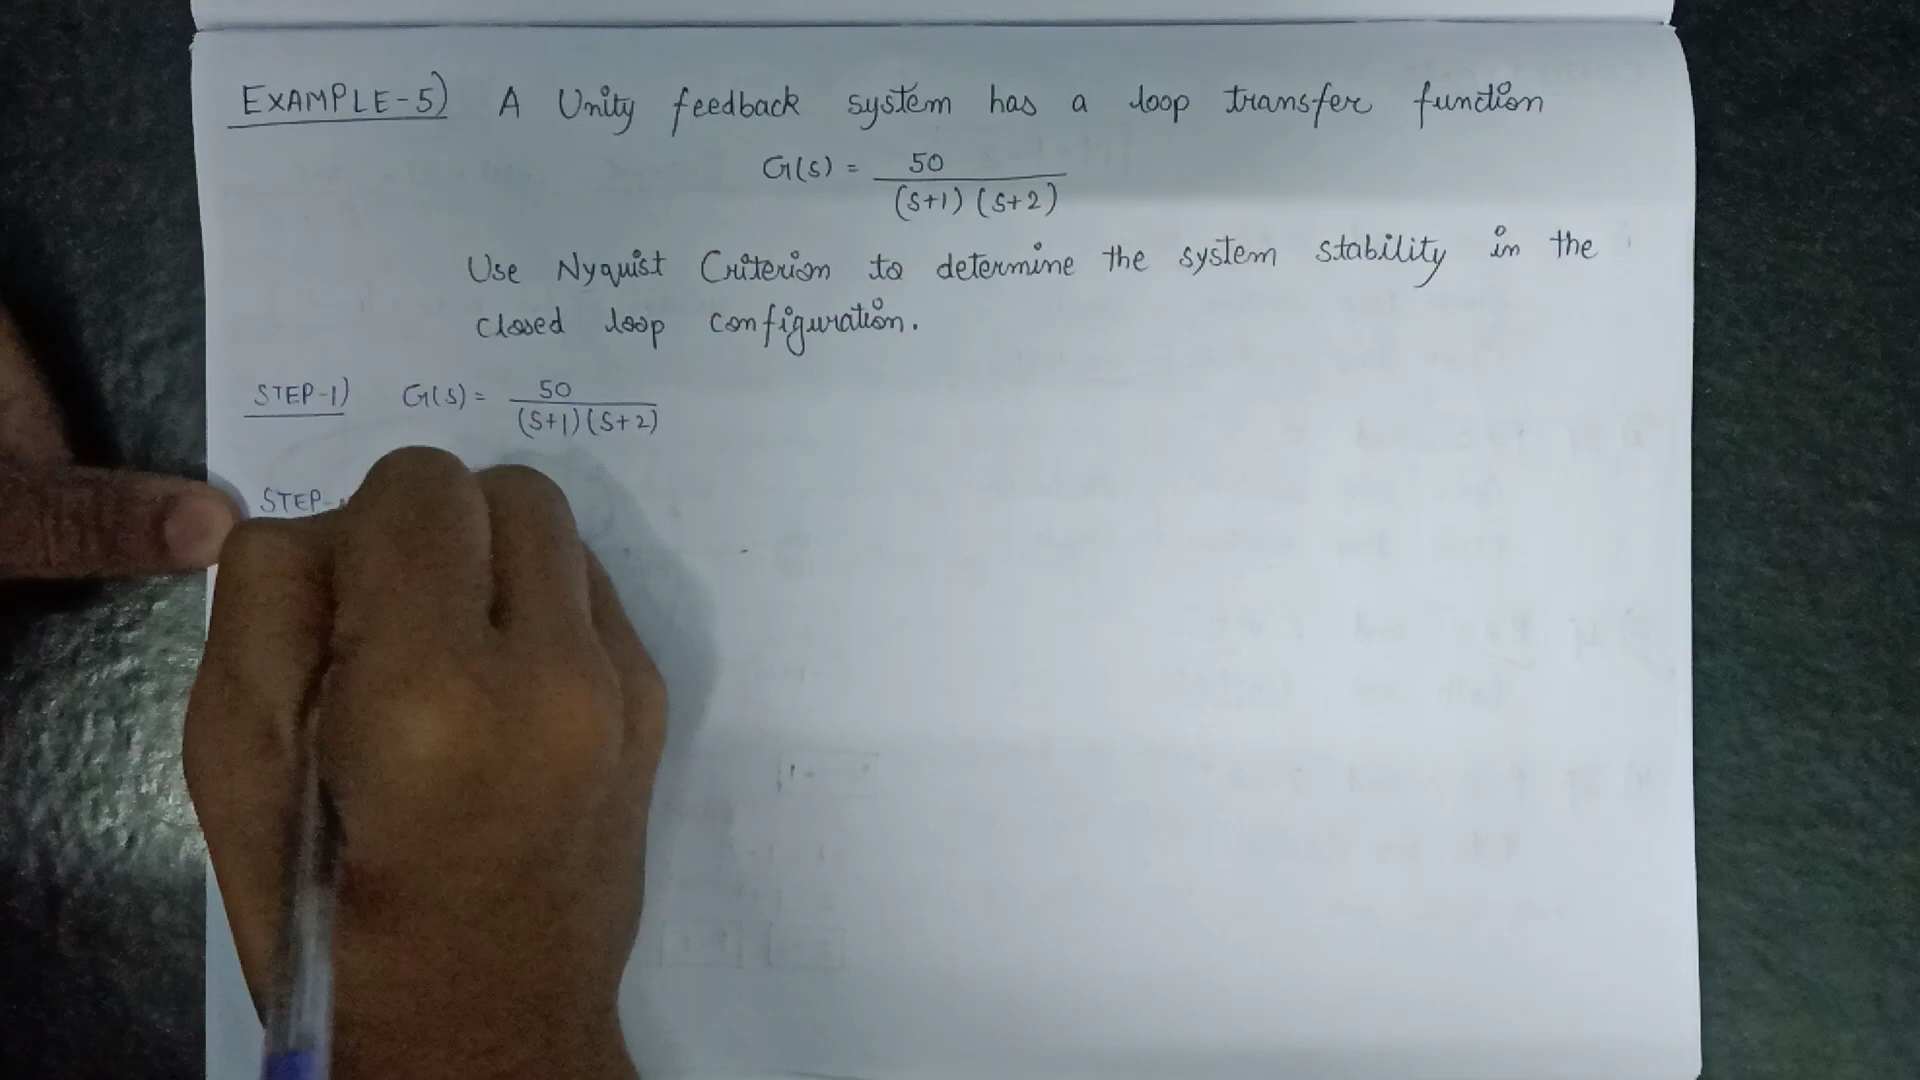 EXAMPLE-5) A Unity feedback system has a loop transfer function
G(s) = 50 / (s+1) (s+2)
Use Nyquist Criterion to determine the system stability in the
closed loop configuration.
STEP-1) G(s) = 50 / (s+1)(s+2)
STEP-